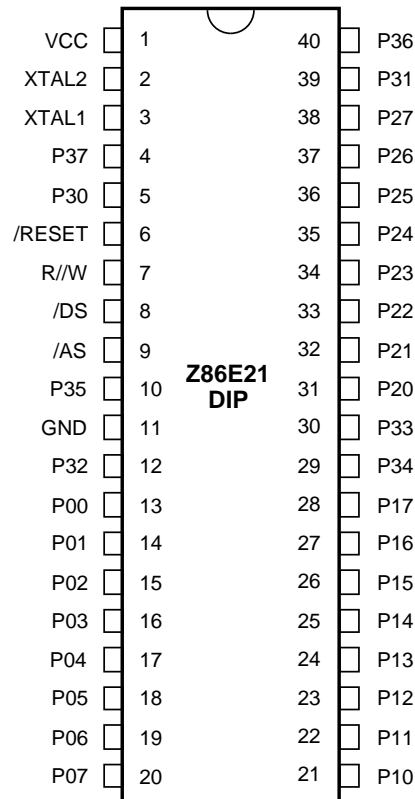 VCC 1 40 P36
XTAL2 2 39 P31
XTAL1 3 38 P27
P37 4 37 P26
P30 5 36 P25
/RESET 6 35 P24
R//W 7 34 P23
/DS 8 33 P22
/AS 9 32 P21
Z86E21
P35 10 31 P20
DIP
GND 11 30 P33
P32 12 29 P34
P00 13 28 P17
P01 14 27 P16
P02 15 26 P15
P03 16 25 P14
P04 17 24 P13
P05 18 23 P12
P06 19 22 P11
P07 20 21 P10